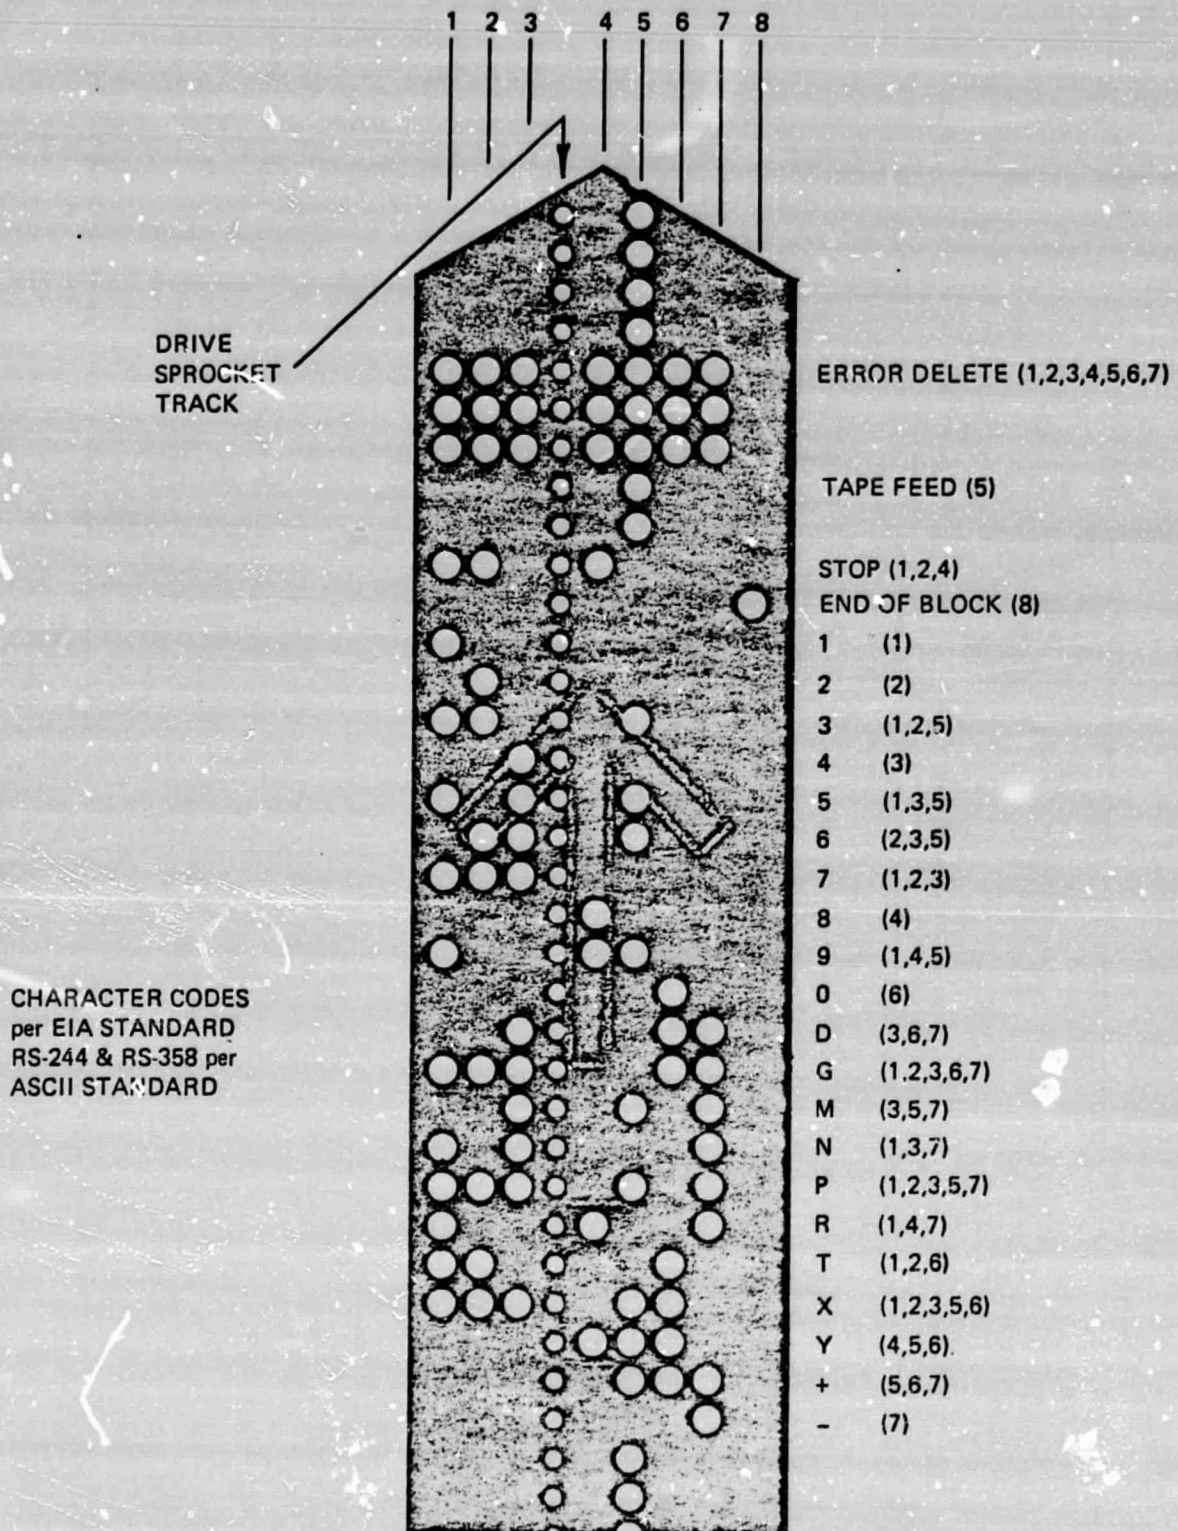 1 2 3 4 5 6 7 8
DRIVE
SPROCKET
TRACK
ERROR DELETE (1,2,3,4,5,6,7)
TAPE FEED (5)
STOP (1,2,4)
END OF BLOCK (8)
1 (1)
2 (2)
3 (1,2,5)
4 (3)
5 (1,3,5)
6 (2,3,5)
7 (1,2,3)
8 (4)
9 (1,4,5)
0 (6)
D (3,6,7)
G (1,2,3,6,7)
M (3,5,7)
N (1,3,7)
P (1,2,3,5,7)
R (1,4,7)
T (1,2,6)
X (1,2,3,5,6)
Y (4,5,6)
+ (5,6,7)
- (7)
CHARACTER CODES
per EIA STANDARD
RS-244 & RS-358 per
ASCII STANDARD